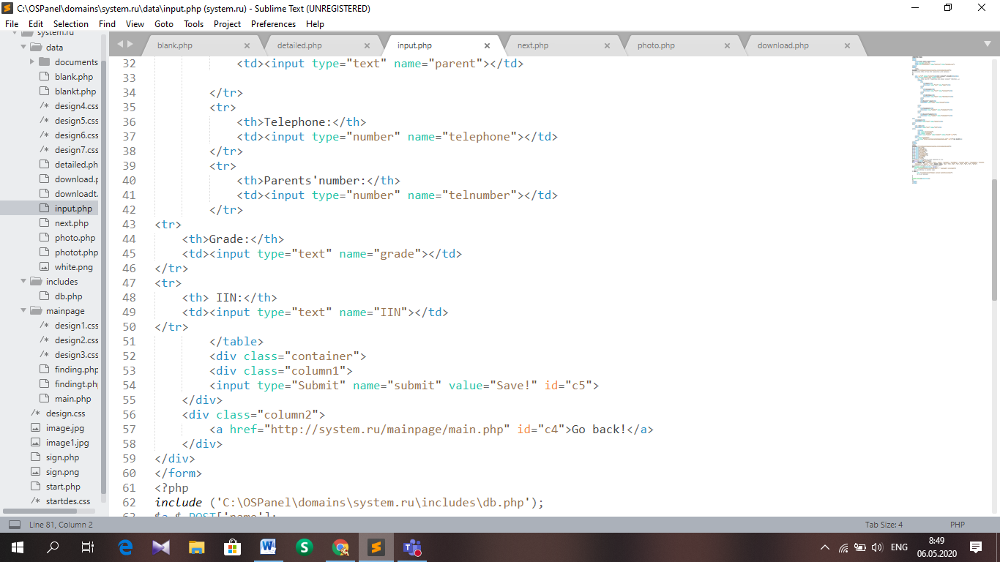 C:\OSPanel\domains\system.ru\data\input.php (system.ru) - Sublime Text (UNREGISTERED)
File Edit Selection Find View Goto Tools Project Preferences Help
system.ru
data
documents
blank.php
blankt.php
design4.css
design5.css
design6.css
design7.css
detailed.ph
download.p
downloadt.
input.php
next.php
photo.php
photot.php
white.png
includes
db.php
mainpage
design1.css
design2.css
design3.css
finding.php
findingt.ph
main.php
design.css
image.jpg
image1.jpg
sign.php
sign.png
start.php
startdes.css
blank.php detailed.php input.php next.php photo.php download.php
32 <td><input type="text" name="parent"></td>
33
34 </tr>
35 <tr>
36 <th>Telephone:</th>
37 <td><input type="number" name="telephone"></td>
38 </tr>
39 <tr>
40 <th>Parents'number:</th>
41 <td><input type="number" name="telnumber"></td>
42 </tr>
43 <tr>
44 <th>Grade:</th>
45 <td><input type="text" name="grade"></td>
46 </tr>
47 <tr>
48 <th> IIN:</th>
49 <td><input type="text" name="IIN"></td>
50 </tr>
51 </table>
52 <div class="container">
53 <div class="column1">
54 <input type="Submit" name="submit" value="Save!" id="c5">
55 </div>
56 <div class="column2">
57 <a href="http://system.ru/mainpage/main.php" id="c4">Go back!</a>
58 </div>
59 </div>
60 </form>
61 <?php
62 include ('C:\OSPanel\domains\system.ru\includes\db.php');
63 $a=$_POST['name'];
Line 81, Column 2
Tab Size: 4
PHP
ENG
8:49
06.05.2020